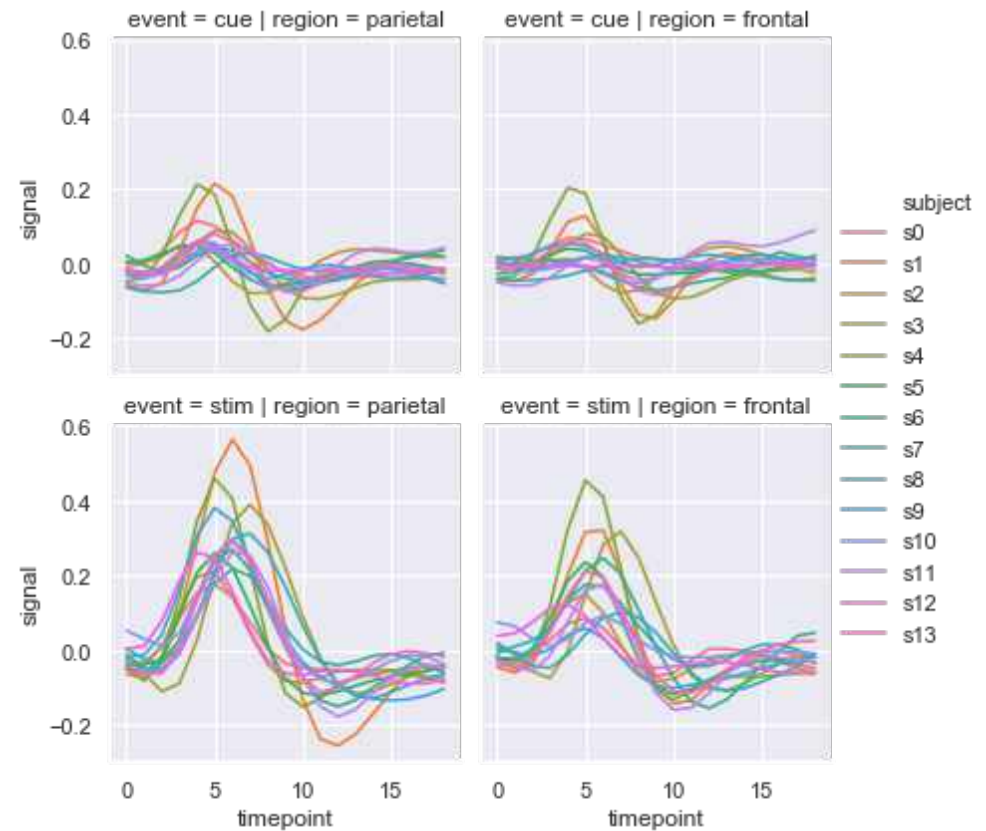 event = cue | region = parietal
event = cue | region = frontal
0.6
0.4
0.2
0.0
−0.2
signal
event = stim | region = parietal
event = stim | region = frontal
0.6
0.4
0.2
0.0
−0.2
signal
0 5 10 15
0 5 10 15
timepoint
timepoint
subject
s0
s1
s2
s3
s4
s5
s6
s7
s8
s9
s10
s11
s12
s13